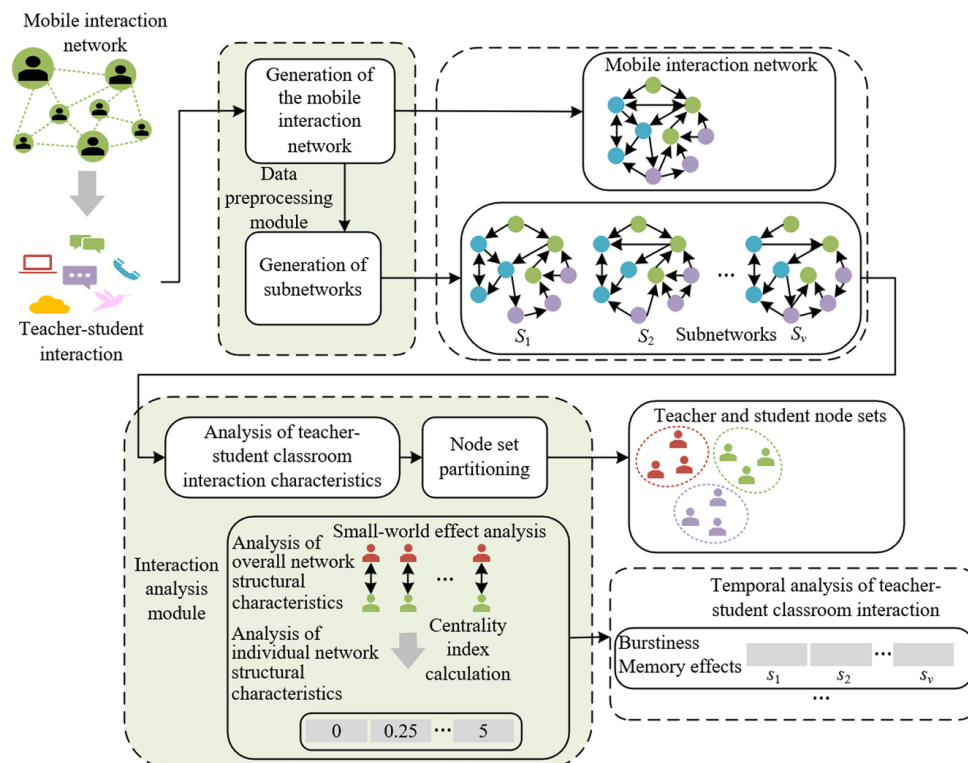 Mobile interaction
network
Teacher-student
interaction
Generation of
the mobile
interaction
network
Data
preprocessing
module
Generation of
subnetworks
Mobile interaction network
...
S1
S2
Subnetworks
Sv
Analysis of teacher-
student classroom
interaction characteristics
Node set
partitioning
Teacher and student node sets
Interaction
analysis
module
Small-world effect analysis
Analysis of
overall network
structural
characteristics
...
Analysis of
individual network
structural
characteristics
Centrality
index
calculation
0 0.25 ... 5
Temporal analysis of teacher-
student classroom interaction
Burstiness
Memory effects
...
s1 s2 sv
...